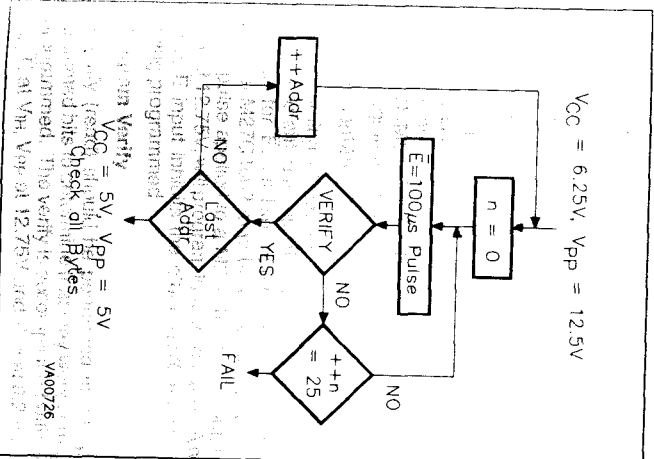 VCC = 6.25V, VPP = 12.5V
n = 0
E̅=100µs Pulse
++Addr
VERIFY
NO
++n
= 25
NO
YES
FAIL
Last
Addr
NO
VCC = 5V VPP = 5V
Check all Bytes
VA00726